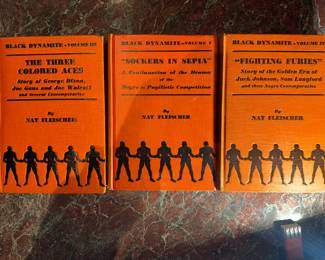 BLACK DYNAMITE - VOLUME III
THE THREE
COLORED ACES
Story of George Dixon,
Joe Gans and Joe Walcott
and Several Contemporaries
By
NAT FLEISCHER
BLACK DYNAMITE - VOLUME V
"SOCKERS IN SEPIA"
A Continuation of the Drama
of the
Negro in Pugilistic Competition
By
NAT FLEISCHER
BLACK DYNAMITE - VOLUME IV
"FIGHTING FURIES"
Story of the Golden Era of
Jack Johnson, Sam Langford
and their Negro Contemporaries
By
NAT FLEISCHER